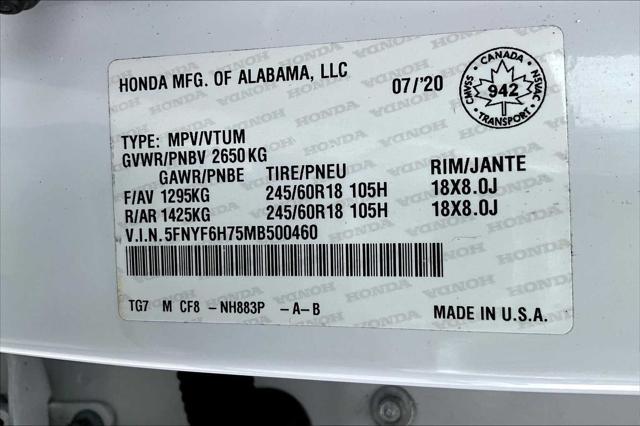 HONDA MFG. OF ALABAMA, LLC
07/'20
CANADA
CMVSS
942
NSVAC
TRANSPORT
TYPE: MPV/VTUM
GVWR/PNBV 2650KG
GAWR/PNBE TIRE/PNEU RIM/JANTE
F/AV 1295KG 245/60R18 105H 18X8.0J
R/AR 1425KG 245/60R18 105H 18X8.0J
V.I.N.5FNYF6H75MB500460
TG7 M CF8 -NH883P -A-B
MADE IN U.S.A.